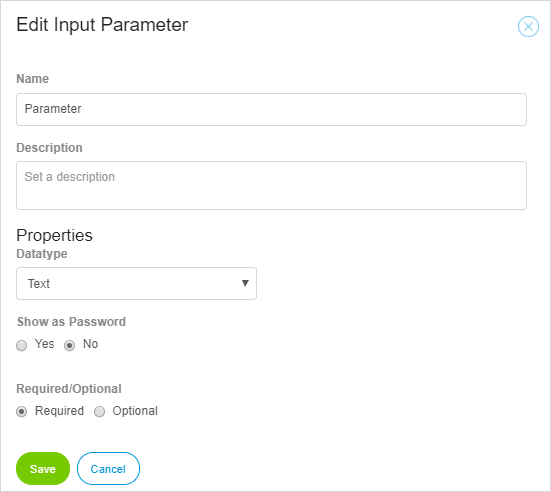 Edit Input Parameter
Name
Parameter
Description
Set a description
Properties
Datatype
Text
Show as Password
Yes No
Required/Optional
Required Optional
Save Cancel